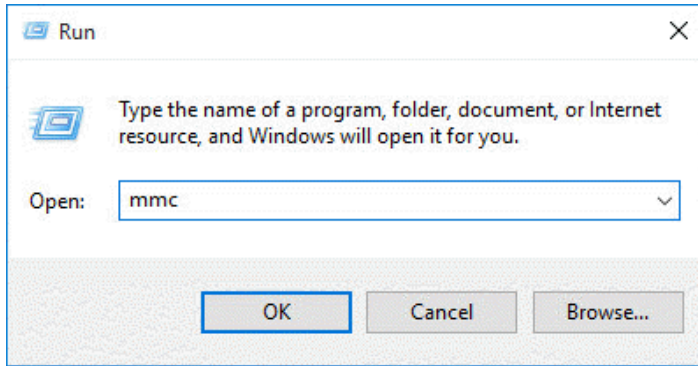 Run
Type the name of a program, folder, document, or Internet
resource, and Windows will open it for you.
Open: mmc
OK Cancel Browse...